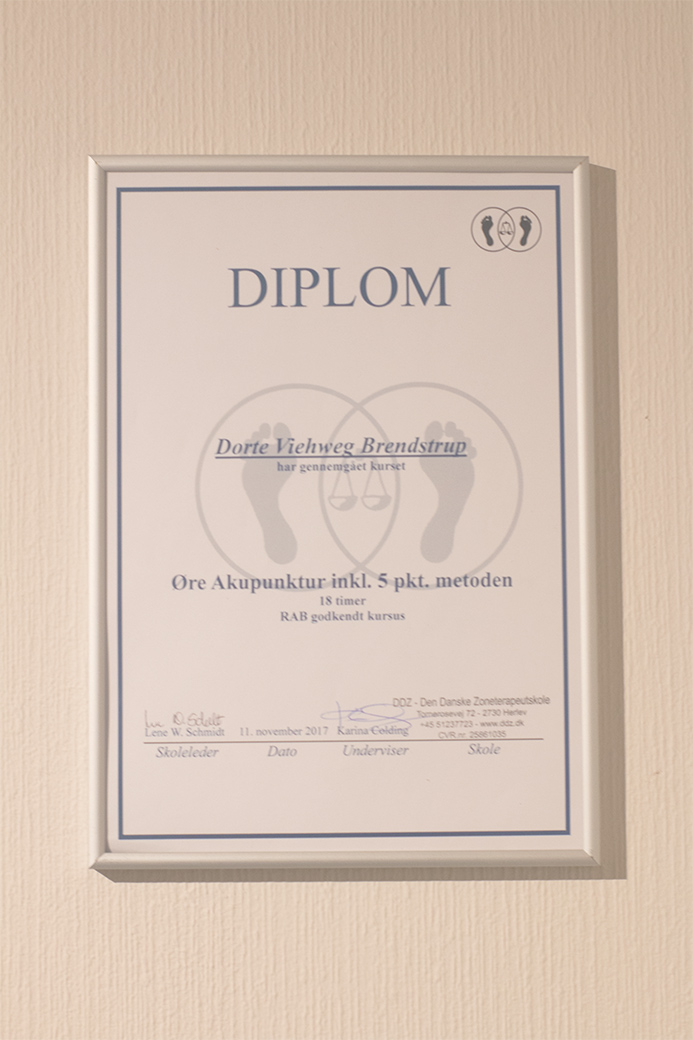 DIPLOM
Dorte Viehweg Brendstrup
har gennemgået kurset
Øre Akupunktur inkl. 5 pkt. metoden
18 timer
RAB godkendt kursus
DDZ - Den Danske Zoneterapeutskole
Tornerosevej 72 - 2730 Herlev
+45 51237723 - www.ddz.dk
CVR.nr. 25861035
Lene W. Schmidt 11. november 2017 Karina Colding
Skoleleder Dato Underviser Skole